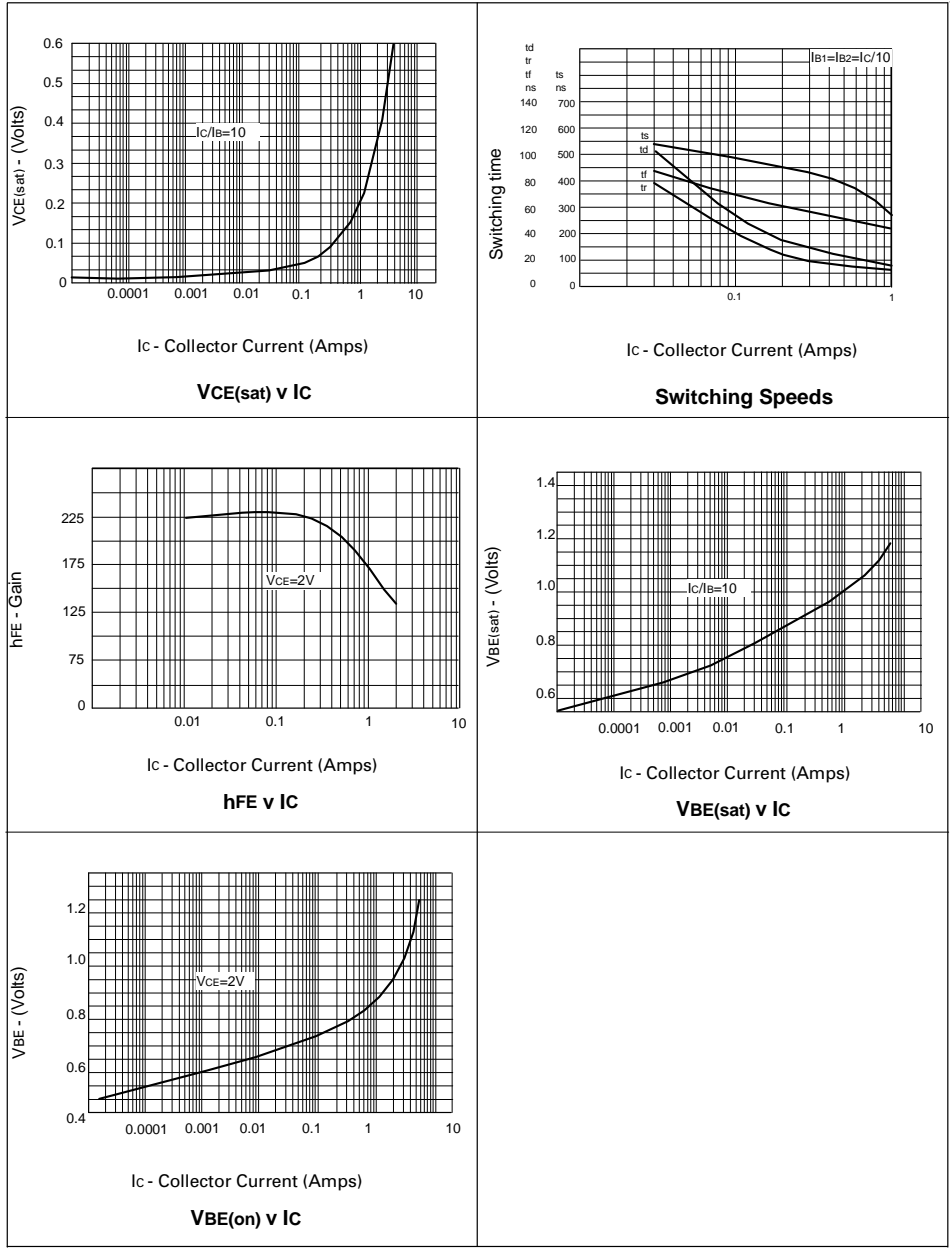 0.6
0.5
0.4
0.3
0.2
0.1
0
VCE(sat) - (Volts)
IC/IB=10
0.0001 0.001 0.01 0.1 1 10
IC - Collector Current (Amps)
VCE(sat) v IC
td
tr
tf ts
ns ns
140 700
120 600
100 500
80 400
60 300
40 200
20 100
0 0
Switching time
IB1=IB2=IC/10
ts
td
tf
tr
0.1 1
IC - Collector Current (Amps)
Switching Speeds
225
175
125
75
0
hFE - Gain
VCE=2V
0.01 0.1 1 10
IC - Collector Current (Amps)
hFE v IC
1.4
1.2
1.0
0.8
0.6
VBE(sat) - (Volts)
IC/IB=10
0.0001 0.001 0.01 0.1 1 10
IC - Collector Current (Amps)
VBE(sat) v IC
1.2
1.0
0.8
0.6
0.4
VBE - (Volts)
VCE=2V
0.0001 0.001 0.01 0.1 1 10
IC - Collector Current (Amps)
VBE(on) v IC